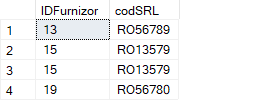 IDFurnizor codSRL
1 13 RO56789
2 15 RO13579
3 15 RO13579
4 19 RO56780